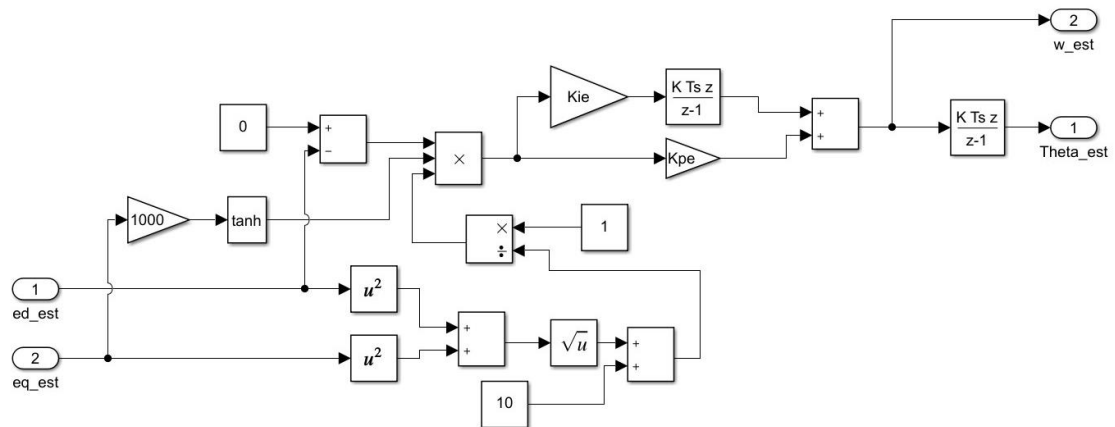 2
w_est
Kie
K Ts z
z-1
0
+
−
×
Kpe
+
+
K Ts z
z-1
1
Theta_est
1000
tanh
×
÷
1
1
ed_est
u²
+
+
√u
+
+
2
eq_est
u²
10